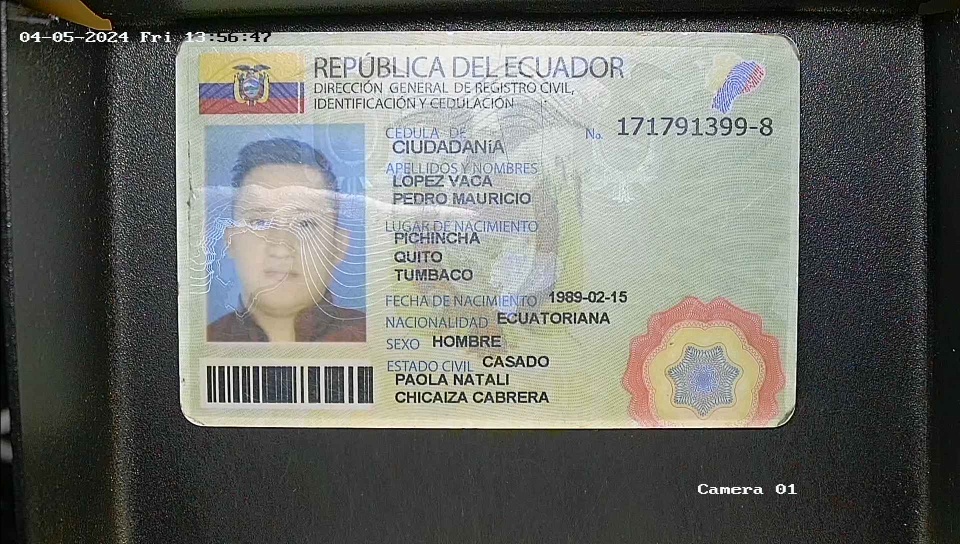 04-05-2024 Fri 13:56:47
REPÚBLICA DEL ECUADOR
DIRECCIÓN GENERAL DE REGISTRO CIVIL,
IDENTIFICACIÓN Y CEDULACIÓN
CÉDULA DE No. 171791399-8
CIUDADANíA
APELLIDOS Y NOMBRES
LOPEZ VACA
PEDRO MAURICIO
LUGAR DE NACIMIENTO
PICHINCHA
QUITO
TUMBACO
FECHA DE NACIMIENTO 1989-02-15
NACIONALIDAD ECUATORIANA
SEXO HOMBRE
ESTADO CIVIL CASADO
PAOLA NATALI
CHICAIZA CABRERA
Camera 01